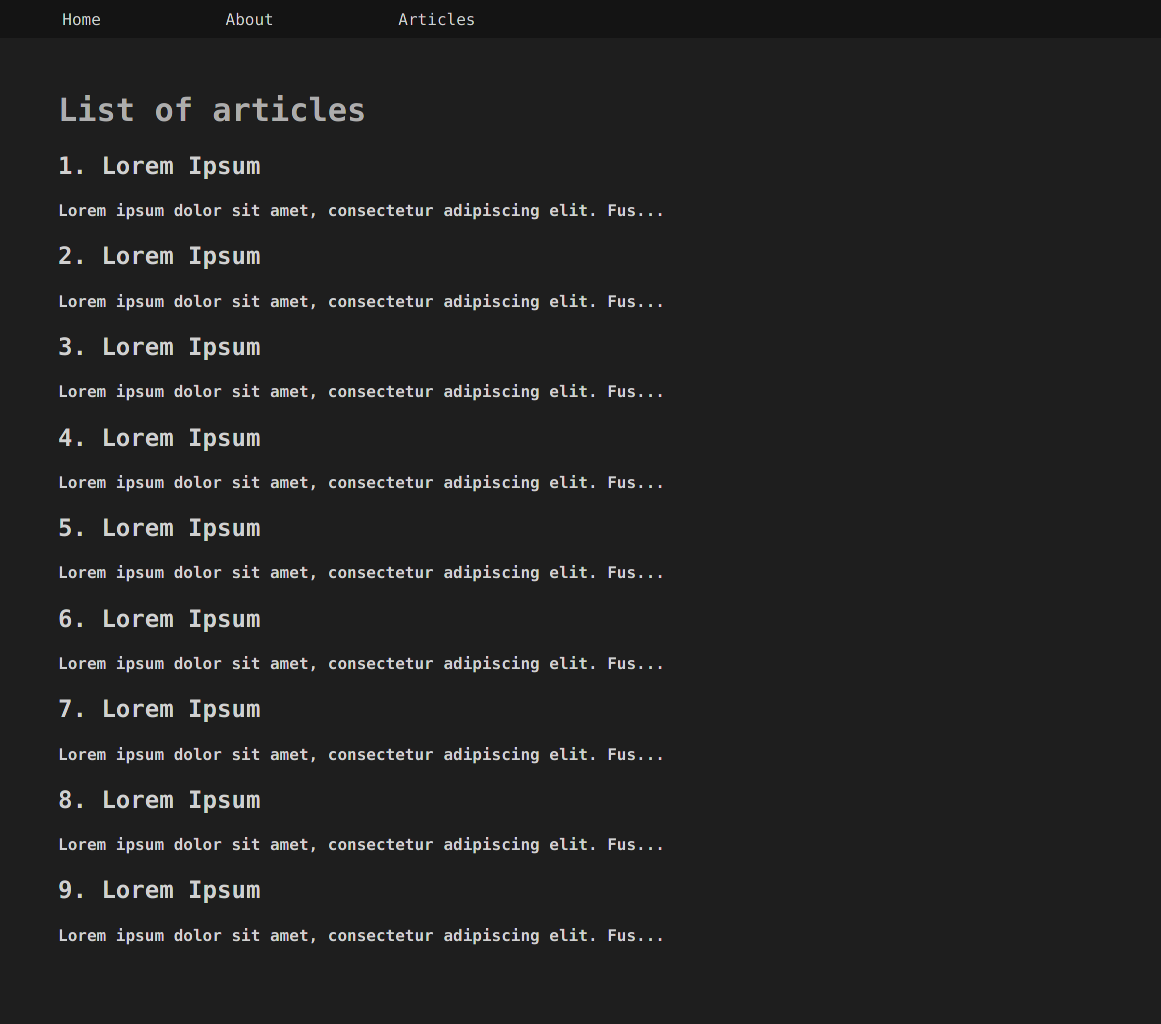 Home About Articles
List of articles
1. Lorem Ipsum
Lorem ipsum dolor sit amet, consectetur adipiscing elit. Fus...
2. Lorem Ipsum
Lorem ipsum dolor sit amet, consectetur adipiscing elit. Fus...
3. Lorem Ipsum
Lorem ipsum dolor sit amet, consectetur adipiscing elit. Fus...
4. Lorem Ipsum
Lorem ipsum dolor sit amet, consectetur adipiscing elit. Fus...
5. Lorem Ipsum
Lorem ipsum dolor sit amet, consectetur adipiscing elit. Fus...
6. Lorem Ipsum
Lorem ipsum dolor sit amet, consectetur adipiscing elit. Fus...
7. Lorem Ipsum
Lorem ipsum dolor sit amet, consectetur adipiscing elit. Fus...
8. Lorem Ipsum
Lorem ipsum dolor sit amet, consectetur adipiscing elit. Fus...
9. Lorem Ipsum
Lorem ipsum dolor sit amet, consectetur adipiscing elit. Fus...